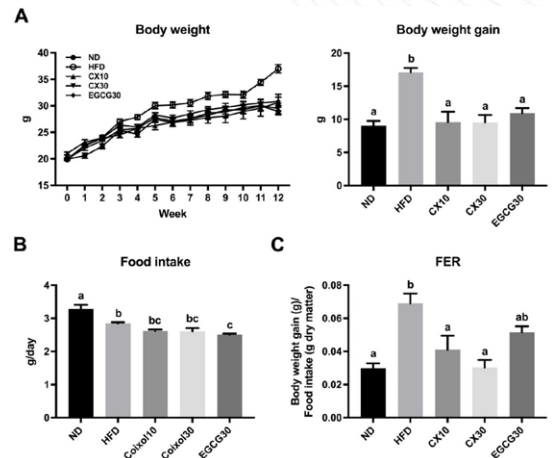 A
Body weight
g
40
35
30
25
20
15
ND
HFD
CX10
CX30
EGCG30
0 1 2 3 4 5 6 7 8 9 10 11 12
Week
Body weight gain
g
20
15
10
5
0
a b a a a
ND HFD CX10 CX30 EGCG30
B
Food intake
g/day
4
3
2
1
0
a b bc bc c
ND HFD Coixol10 Coixol30 EGCG30
C
FER
Body weight gain (g)/
Food intake (g dry matter)
0.08
0.06
0.04
0.02
0.00
a b a a ab
ND HFD CX10 CX30 EGCG30